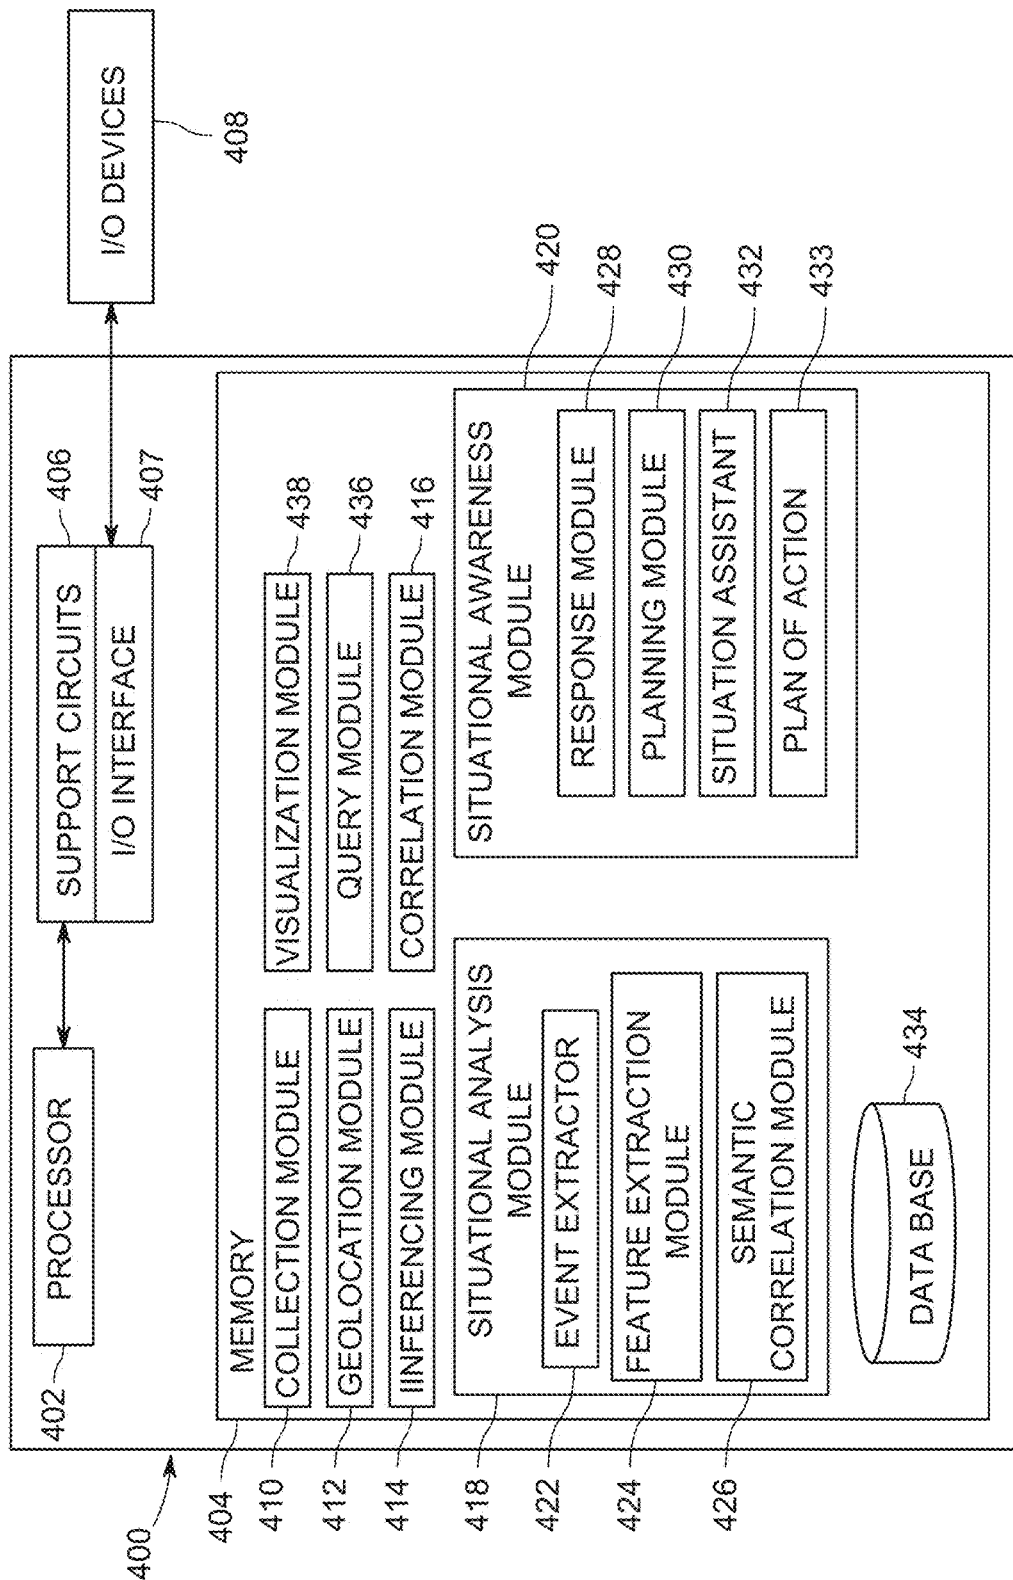 400
402
PROCESSOR
SUPPORT CIRCUITS
406
I/O INTERFACE
407
I/O DEVICES
408
404
MEMORY
410
COLLECTION MODULE
VISUALIZATION MODULE
438
412
GEOLOCATION MODULE
QUERY MODULE
436
414
IINFERENCING MODULE
CORRELATION MODULE
416
418
SITUATIONAL ANALYSIS
MODULE
422
EVENT EXTRACTOR
424
FEATURE EXTRACTION
MODULE
426
SEMANTIC
CORRELATION MODULE
SITUATIONAL AWARENESS
MODULE
420
RESPONSE MODULE
428
PLANNING MODULE
430
SITUATION ASSISTANT
432
PLAN OF ACTION
433
DATA BASE
434